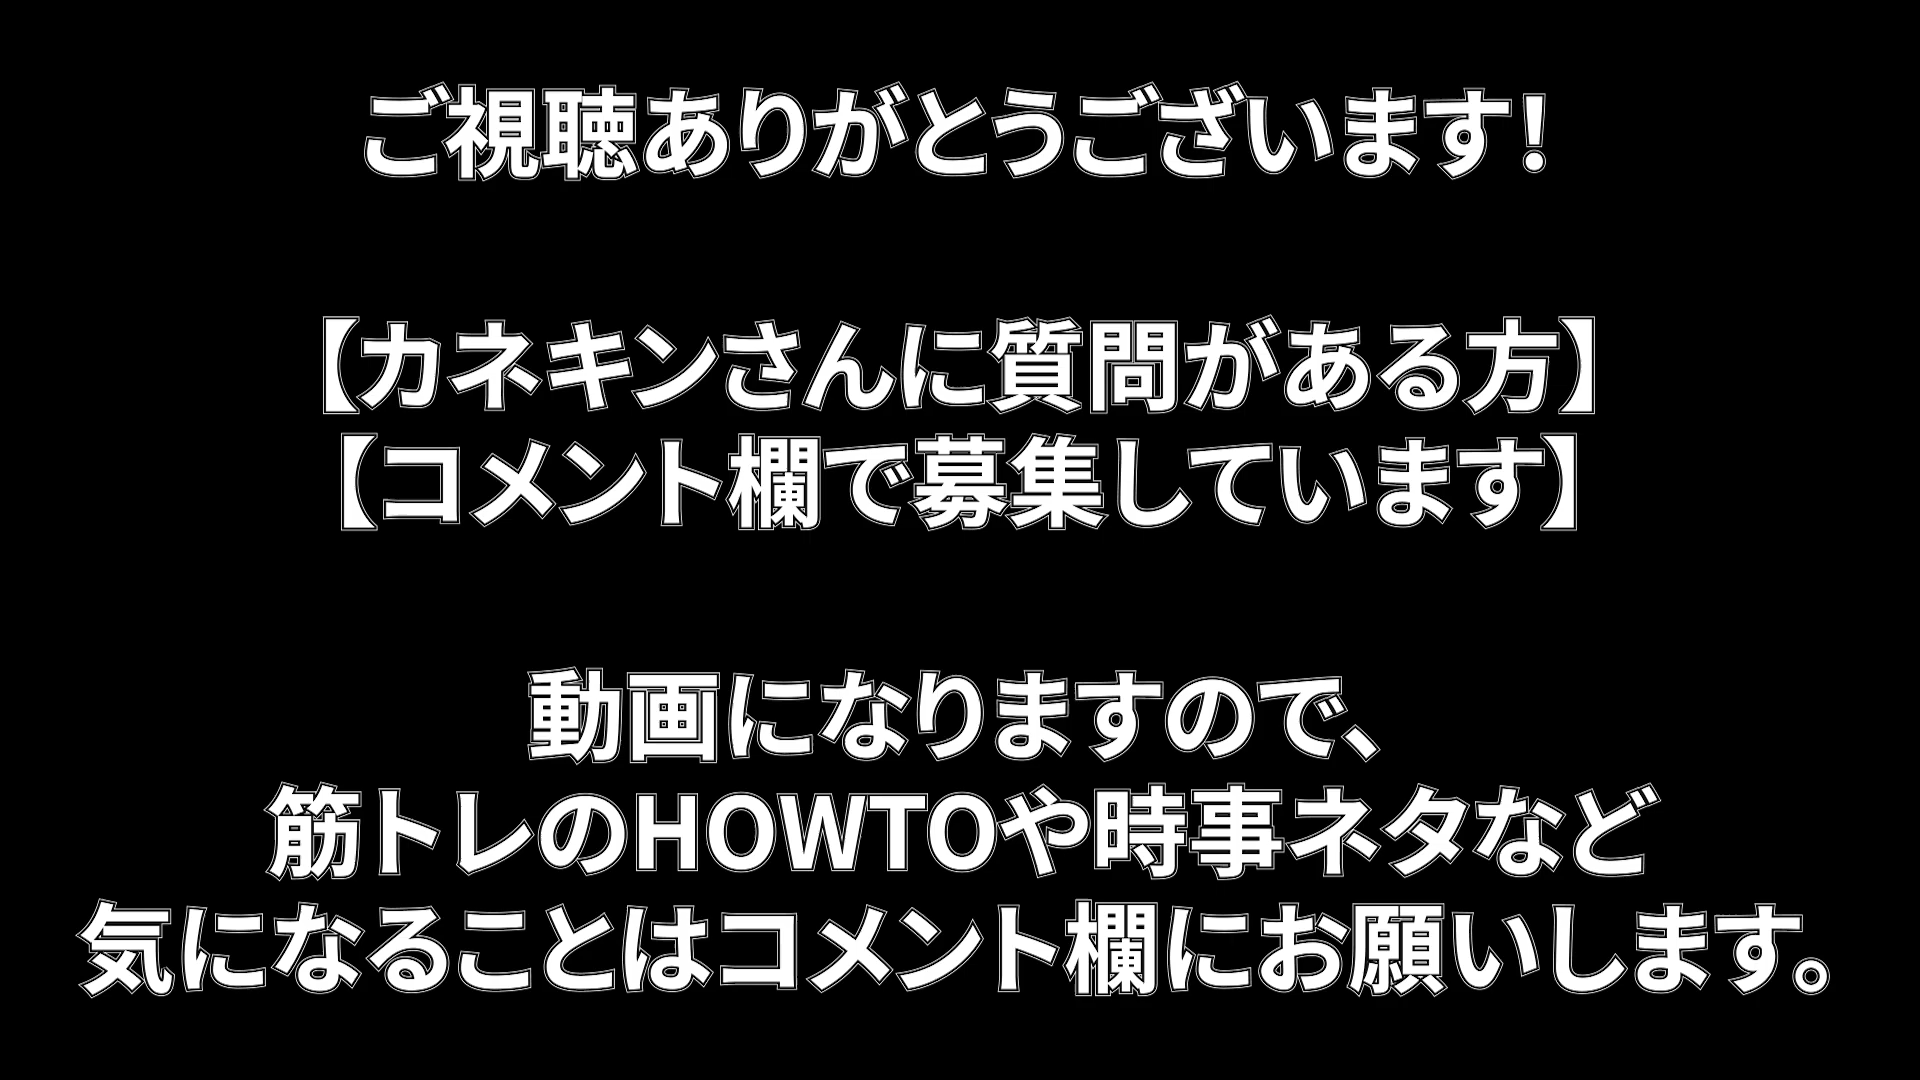 ご視聴ありがとうございます！
【カネキンさんに質問がある方】
【コメント欄で募集しています】
動画になりますので、
筋トレのHOWTOや時事ネタなど
気になることはコメント欄にお願いします。